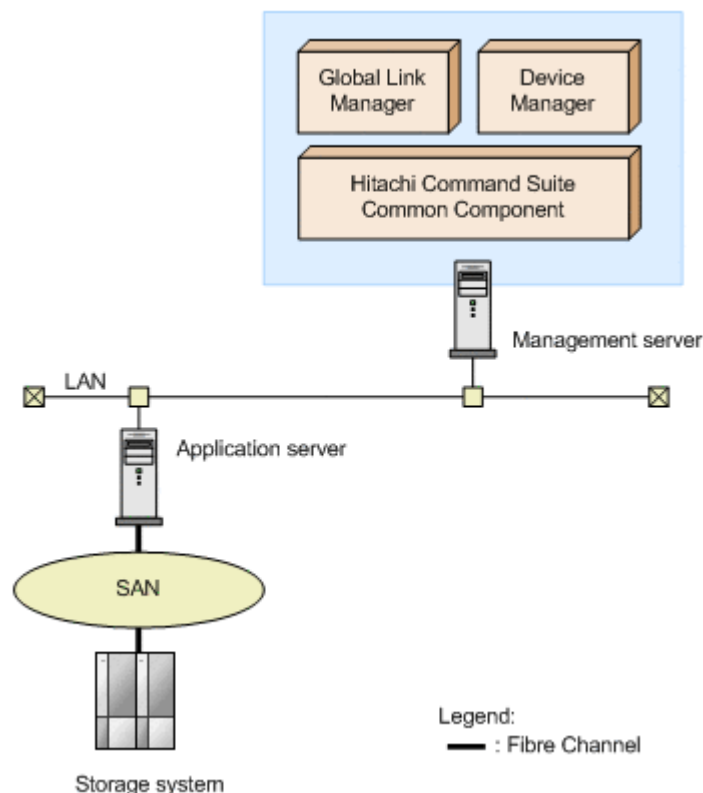 Global Link
Manager
Device
Manager
Hitachi Command Suite
Common Component
Management server
LAN
Application server
SAN
Storage system
Legend:
: Fibre Channel